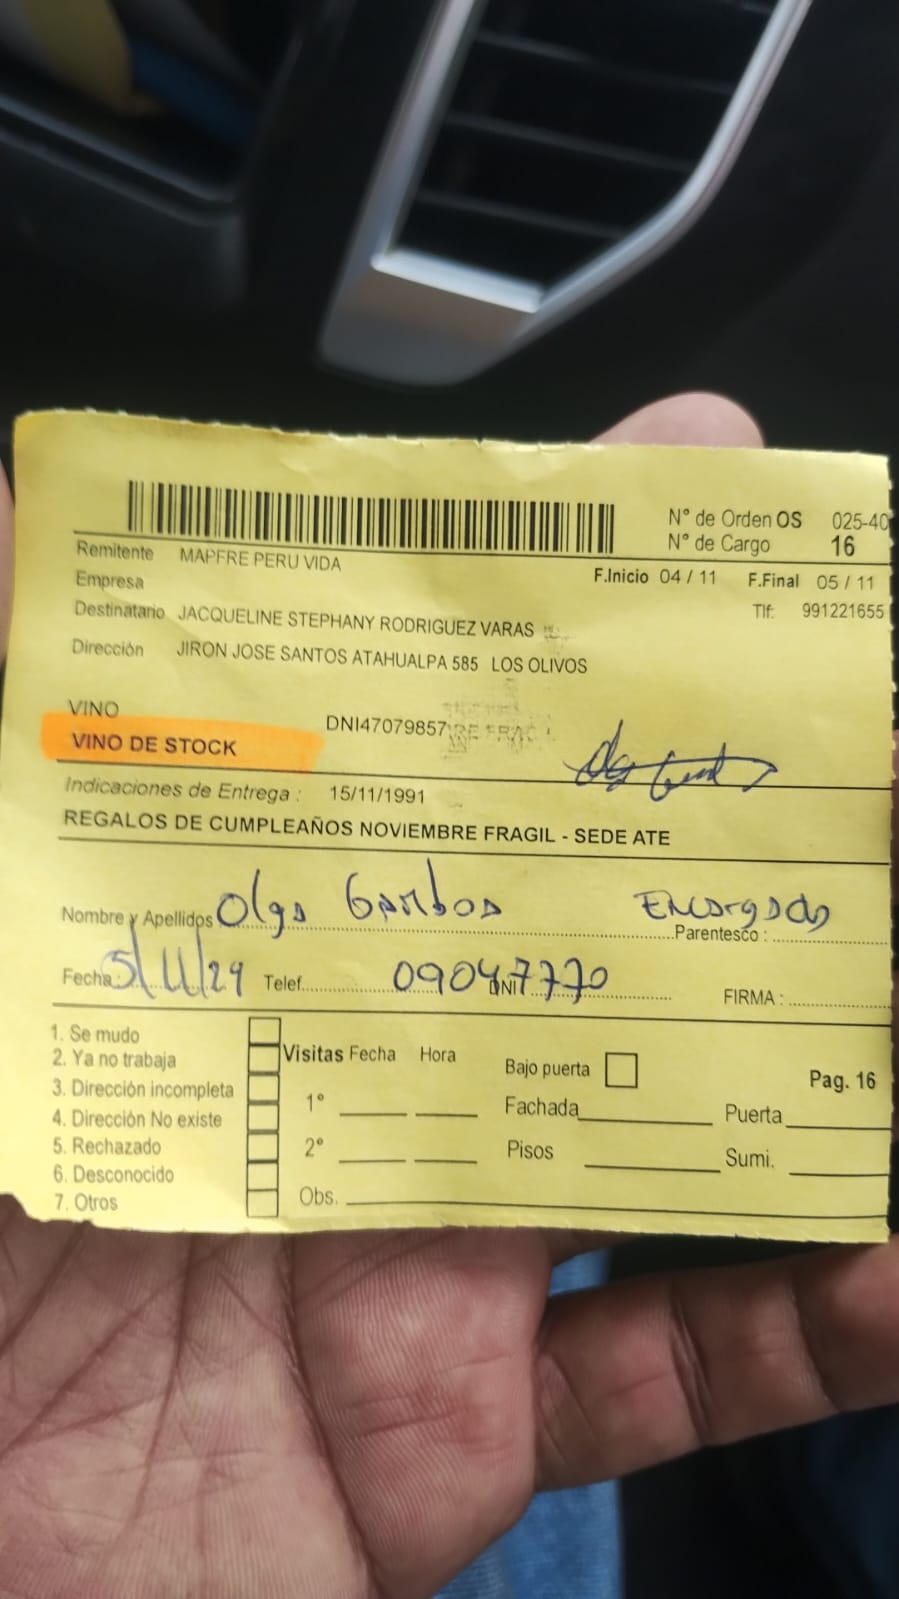 N° de Orden OS 025-40
N° de Cargo 16
Remitente MAPFRE PERU VIDA
F.Inicio 04 / 11 F.Final 05 / 11
Empresa
Tlf: 991221655
Destinatario JACQUELINE STEPHANY RODRIGUEZ VARAS
Dirección JIRON JOSE SANTOS ATAHUALPA 585 LOS OLIVOS
VINO DNI47079857
VINO DE STOCK
Indicaciones de Entrega : 15/11/1991
REGALOS DE CUMPLEAÑOS NOVIEMBRE FRAGIL - SEDE ATE
Nombre y Apellidos Olga Gamboa Encargada
Parentesco :
Fecha: 5/11/24 Telef. DNI 09047770 FIRMA :
1. Se mudo
2. Ya no trabaja
3. Dirección incompleta
4. Dirección No existe
5. Rechazado
6. Desconocido
7. Otros
Visitas Fecha Hora
1°
2°
Obs.
Bajo puerta
Fachada Puerta
Pisos Sumi.
Pag. 16